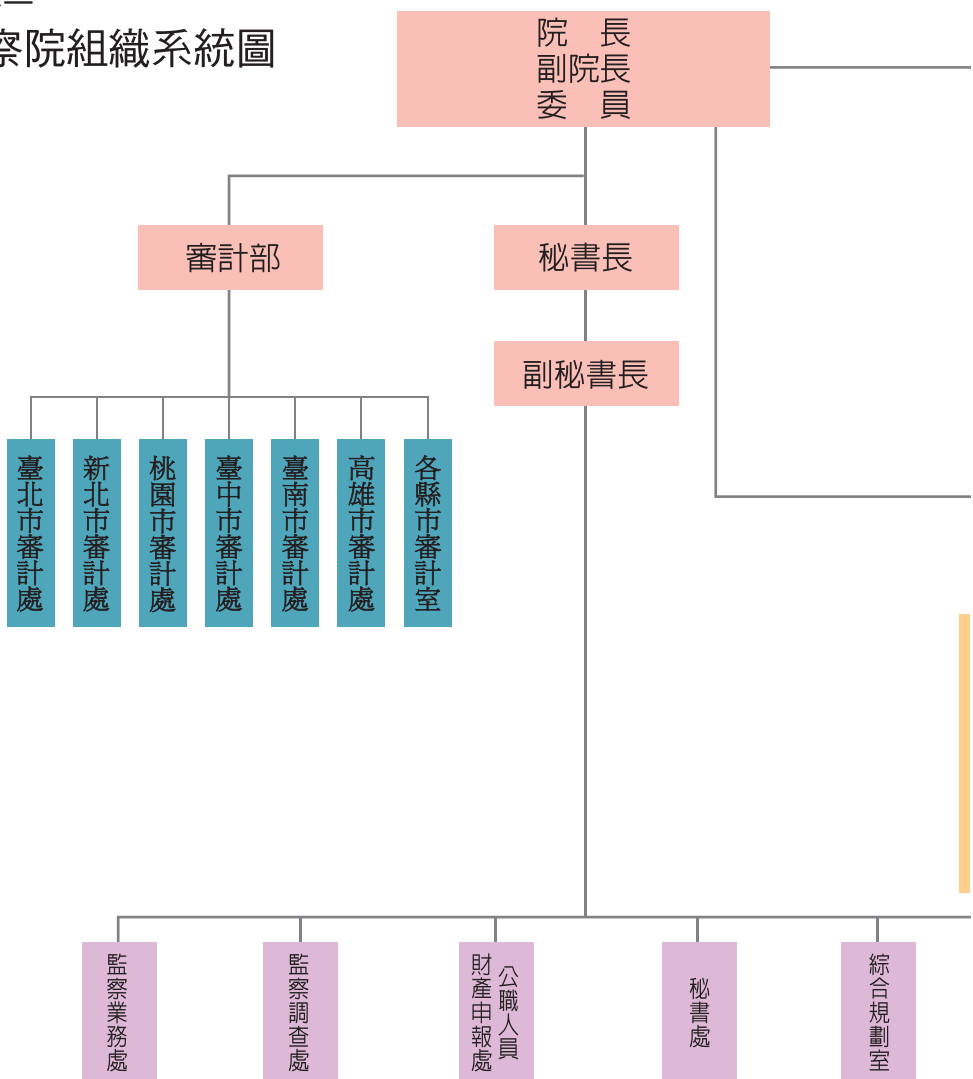 察院組織系統圖
院 長
副院長
委 員
審計部
秘書長
副秘書長
臺北市審計處
新北市審計處
桃園市審計處
臺中市審計處
臺南市審計處
高雄市審計處
各縣市審計室
監察業務處
監察調查處
公職人員
財產申報處
秘書處
綜合規劃室